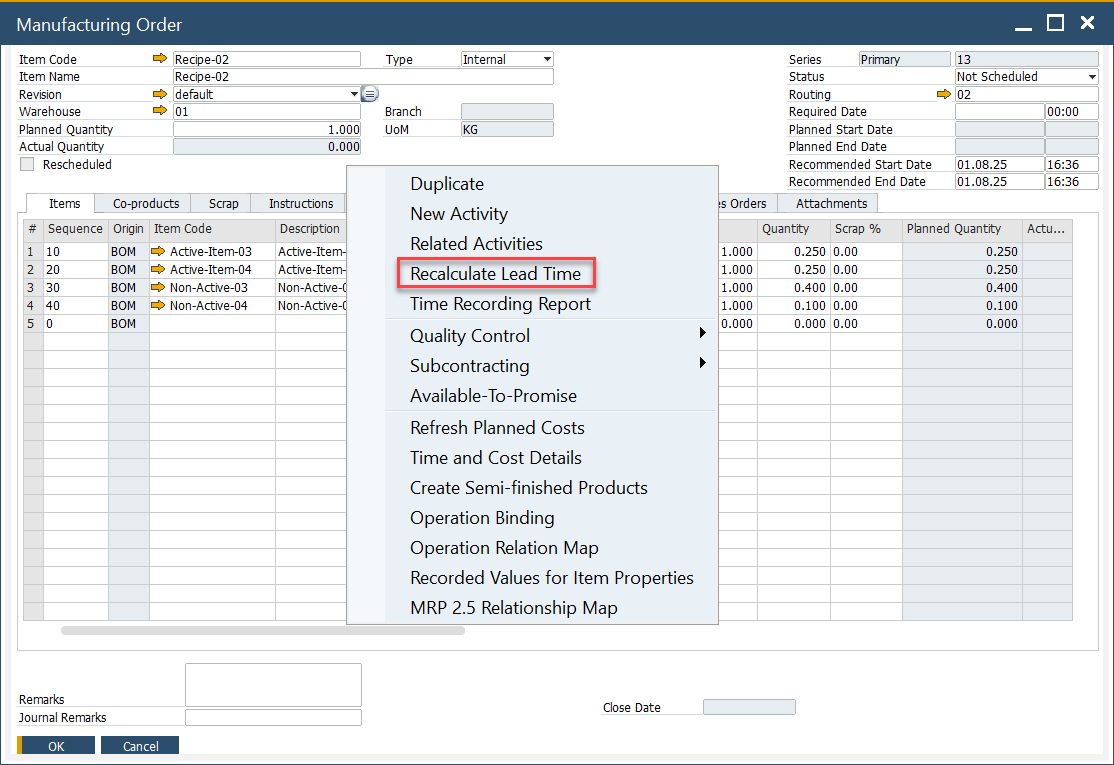 Manufacturing Order
Item Code Recipe-02 Type Internal Series Primary 13
Item Name Recipe-02 Status Not Scheduled
Revision default Routing 02
Warehouse 01 Branch Required Date 00:00
Planned Quantity 1.000 UoM KG Planned Start Date
Actual Quantity 0.000 Planned End Date
Rescheduled Recommended Start Date 01.08.25 16:36
Recommended End Date 01.08.25 16:36
Items Co-products Scrap Instructions s Orders Attachments
# Sequence Origin Item Code Description Quantity Scrap % Planned Quantity Actu...
1 10 BOM Active-Item-03 Active-Item- 1.000 0.250 0.00 0.250
2 20 BOM Active-Item-04 Active-Item- 1.000 0.250 0.00 0.250
3 30 BOM Non-Active-03 Non-Active-0 1.000 0.400 0.00 0.400
4 40 BOM Non-Active-04 Non-Active-0 1.000 0.100 0.00 0.100
5 0 BOM 0.000 0.000 0.00 0.000
Duplicate
New Activity
Related Activities
Recalculate Lead Time
Time Recording Report
Quality Control
Subcontracting
Available-To-Promise
Refresh Planned Costs
Time and Cost Details
Create Semi-finished Products
Operation Binding
Operation Relation Map
Recorded Values for Item Properties
MRP 2.5 Relationship Map
Remarks
Journal Remarks
Close Date
OK Cancel